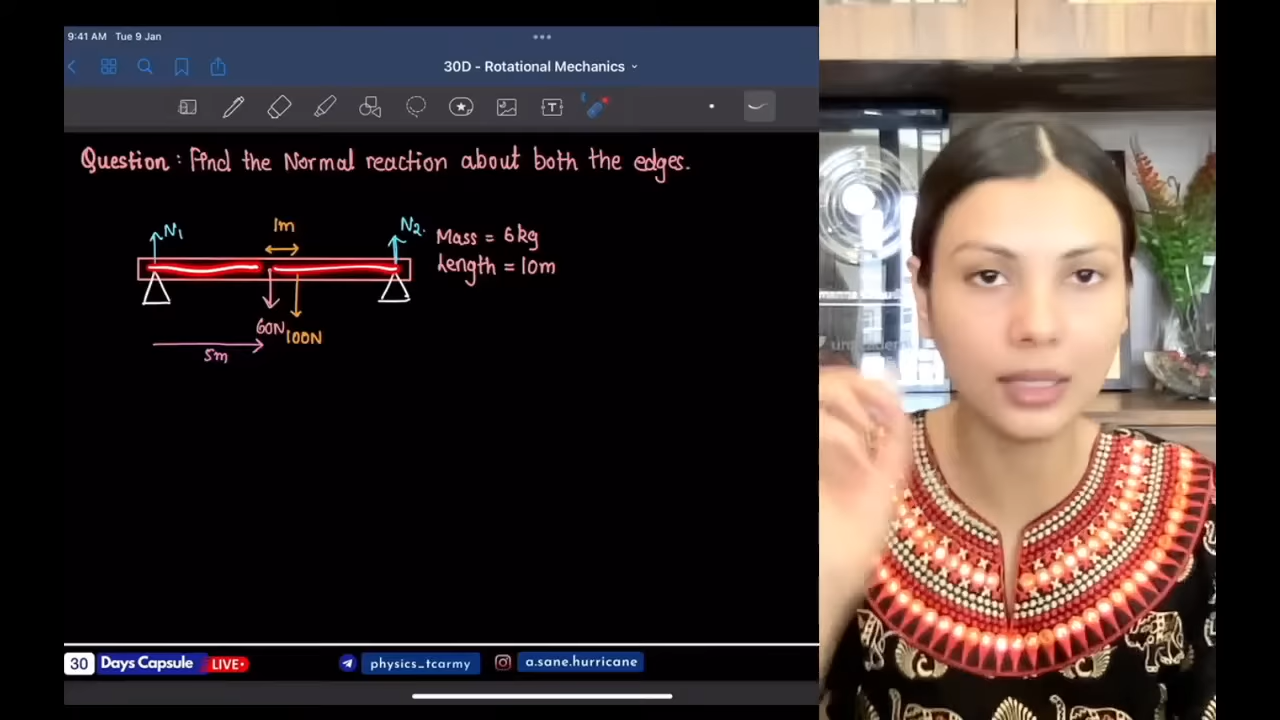 9:41 AM Tue 9 Jan
30D - Rotational Mechanics
Question: Find the Normal reaction about both the edges.
N1
1m
N2.
Mass = 6kg
Length = 10m
60N
100N
5m
30 Days Capsule LIVE
physics_tcarmy
a.sane.hurricane